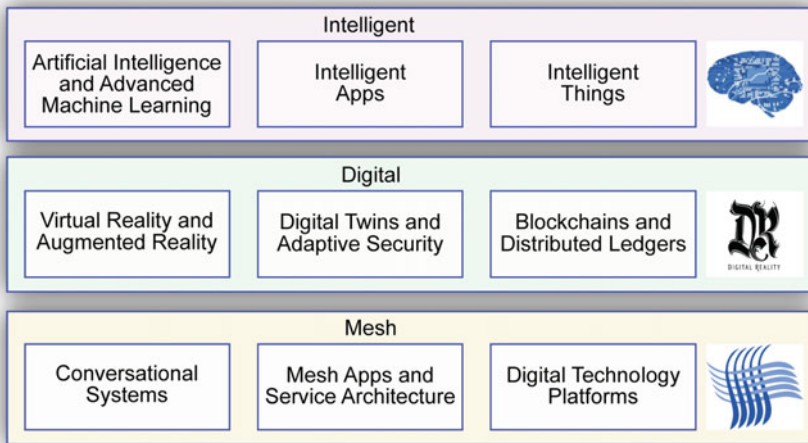 Intelligent
Artificial Intelligence
and Advanced
Machine Learning
Intelligent
Apps
Intelligent
Things
Digital
Virtual Reality and
Augmented Reality
Digital Twins and
Adaptive Security
Blockchains and
Distributed Ledgers
DR
DIGITAL REALITY
Mesh
Conversational
Systems
Mesh Apps and
Service Architecture
Digital Technology
Platforms